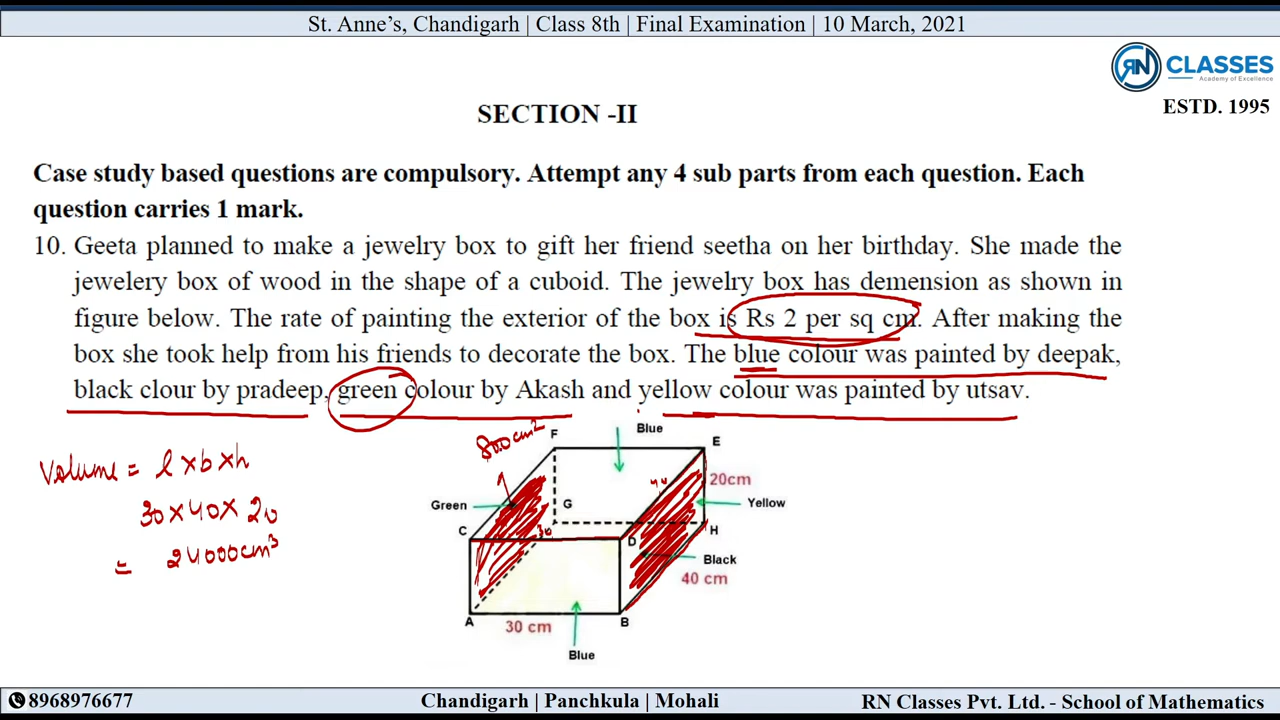 St. Anne's, Chandigarh | Class 8th | Final Examination | 10 March, 2021
RN CLASSES
Academy of Excellence
ESTD. 1995
SECTION -II
Case study based questions are compulsory. Attempt any 4 sub parts from each question. Each
question carries 1 mark.
10. Geeta planned to make a jewelry box to gift her friend seetha on her birthday. She made the
jewelery box of wood in the shape of a cuboid. The jewelry box has demension as shown in
figure below. The rate of painting the exterior of the box is Rs 2 per sq cm. After making the
box she took help from his friends to decorate the box. The blue colour was painted by deepak,
black clour by pradeep, green colour by Akash and yellow colour was painted by utsav.
800cm²
F
Blue
E
Volume = l×b×h
20cm
30×40×20
Green
G
Yellow
C
30
D
H
= 24000cm³
Black
40 cm
A
30 cm
B
Blue
8968976677
Chandigarh | Panchkula | Mohali
RN Classes Pvt. Ltd. - School of Mathematics